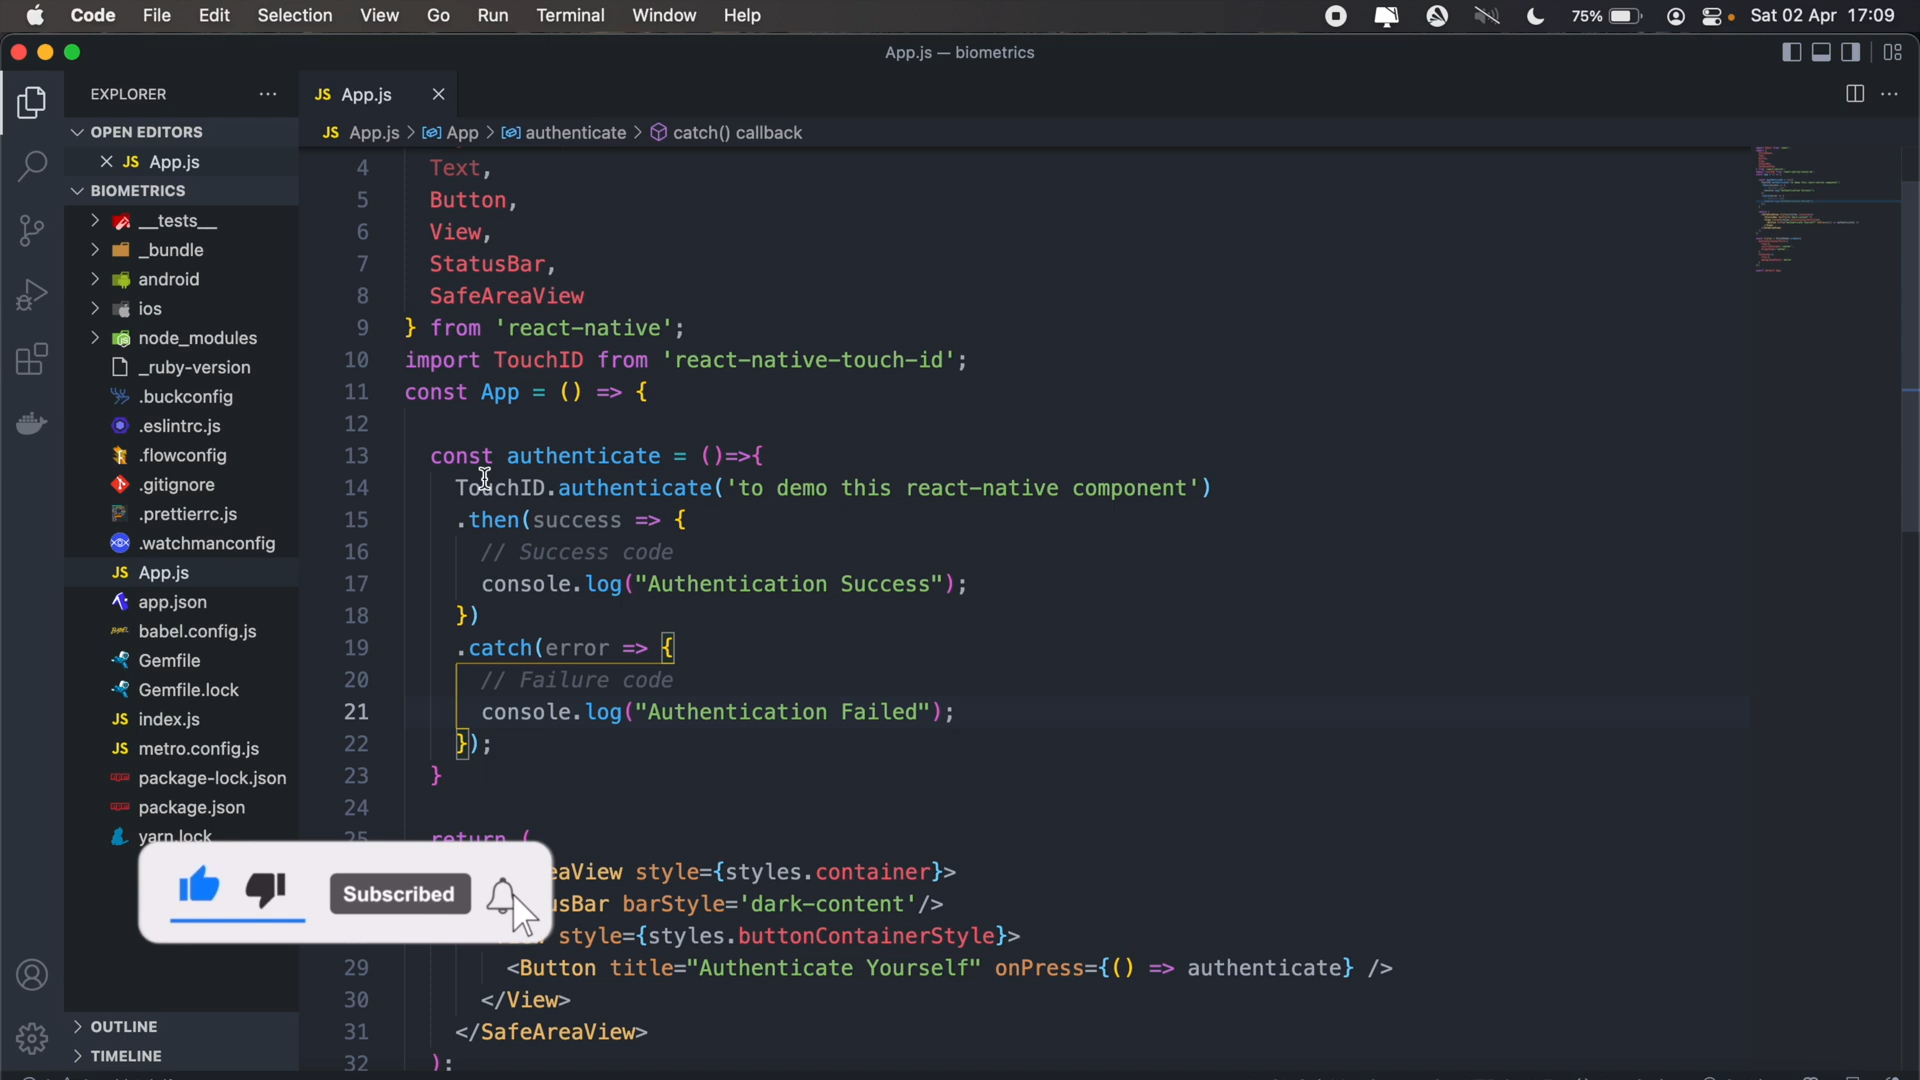 Code File Edit Selection View Go Run Terminal Window Help 75% Sat 02 Apr 17:09
App.js — biometrics
EXPLORER
JS App.js
OPEN EDITORS
JS App.js > App > authenticate > catch() callback
JS App.js
BIOMETRICS
__tests__
_bundle
android
ios
node_modules
_ruby-version
.buckconfig
.eslintrc.js
.flowconfig
.gitignore
.prettierrc.js
.watchmanconfig
JS App.js
app.json
babel.config.js
Gemfile
Gemfile.lock
JS index.js
JS metro.config.js
package-lock.json
package.json
yarn.lock
OUTLINE
TIMELINE
4 Text,
5 Button,
6 View,
7 StatusBar,
8 SafeAreaView
9 } from 'react-native';
10 import TouchID from 'react-native-touch-id';
11 const App = () => {
12
13 const authenticate = ()=>{
14 TouchID.authenticate('to demo this react-native component')
15 .then(success => {
16 // Success code
17 console.log("Authentication Success");
18 })
19 .catch(error => {
20 // Failure code
21 console.log("Authentication Failed");
22 });
23 }
24
25 return (
eaView style={styles.container}>
usBar barStyle='dark-content'/>
style={styles.buttonContainerStyle}>
29 <Button title="Authenticate Yourself" onPress={() => authenticate} />
30 </View>
31 </SafeAreaView>
32 );
Subscribed